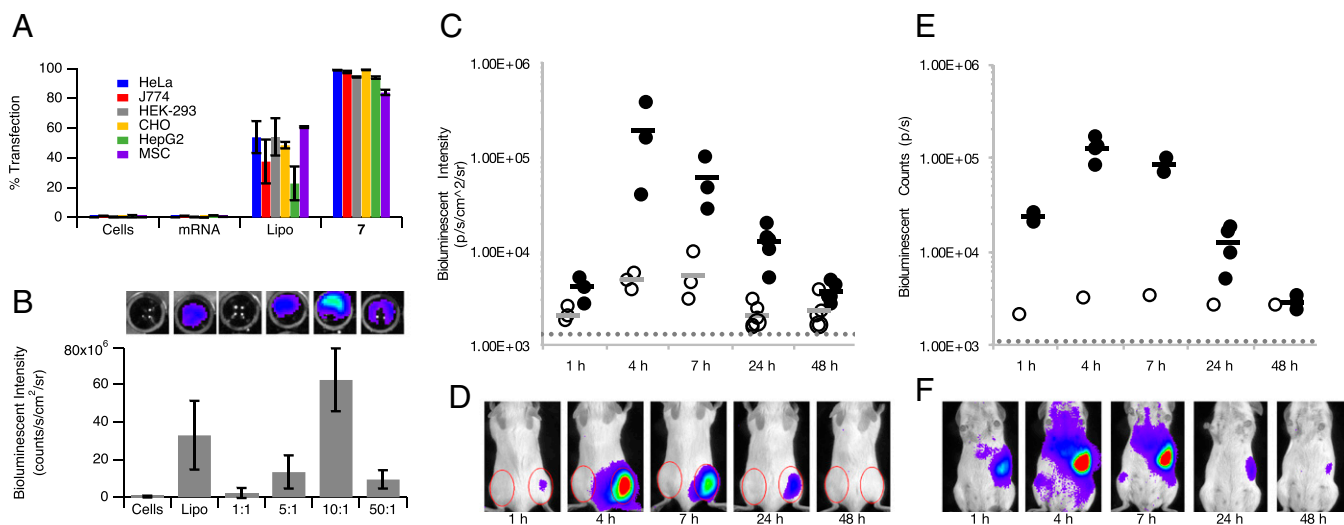 A
% Transfection
100
80
60
40
20
0
HeLa
J774
HEK-293
CHO
HepG2
MSC
Cells mRNA Lipo 7
B
Bioluminescent Intensity
(counts/s/cm²/sr)
80x10⁶
60
40
20
0
Cells Lipo 1:1 5:1 10:1 50:1
C
Bioluminescent Intensity
(p/s/cm^2/sr)
1.00E+06
1.00E+05
1.00E+04
1.00E+03
1 h 4 h 7 h 24 h 48 h
D
1 h 4 h 7 h 24 h 48 h
E
Bioluminescent Counts (p/s)
1.00E+06
1.00E+05
1.00E+04
1.00E+03
1 h 4 h 7 h 24 h 48 h
F
1 h 4 h 7 h 24 h 48 h